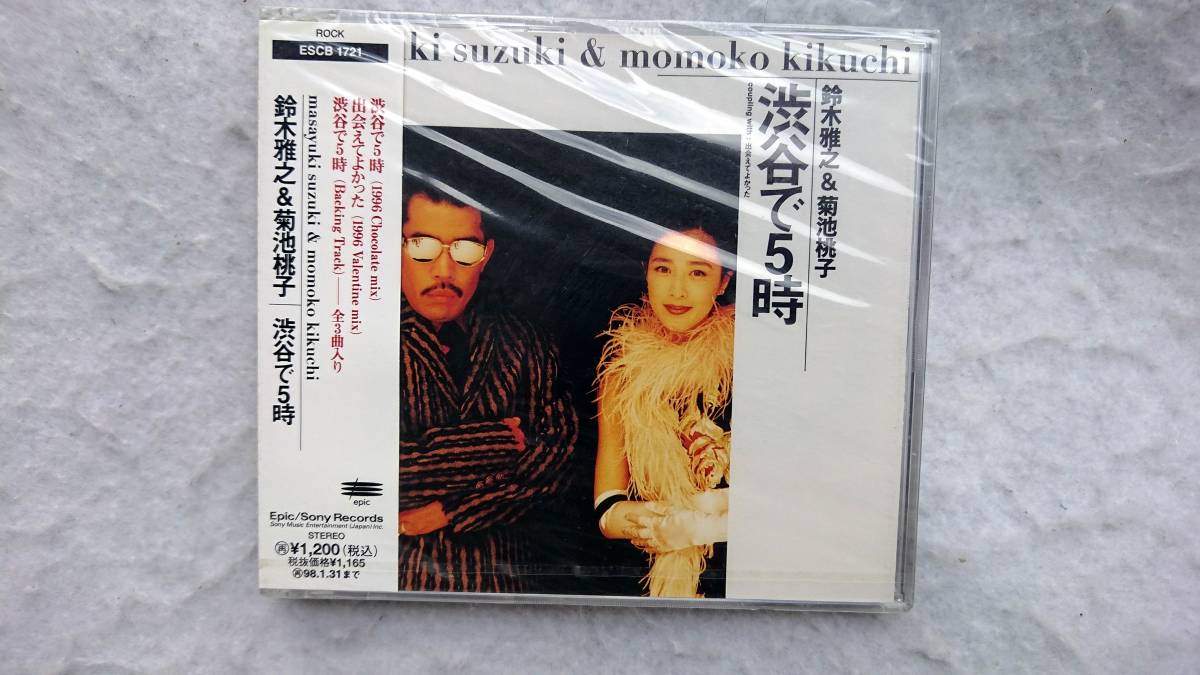 ROCK
ESCB 1721
鈴木雅之&菊池桃子 渋谷で5時
masayuki suzuki & momoko kikuchi
渋谷で5時 (1996 Chocolate mix)
出会えてよかった (1996 Valentine mix)
渋谷で5時 (Backing Track)——全3曲入り
epic
Epic/Sony Records
Sony Music Entertainment (Japan) Inc.
STEREO
再¥1,200(税込)
税抜価格¥1,165
再98.1.31まで
ki suzuki & momoko kikuchi
鈴木雅之&菊池桃子
渋谷で5時
coupling with:出会えてよかった